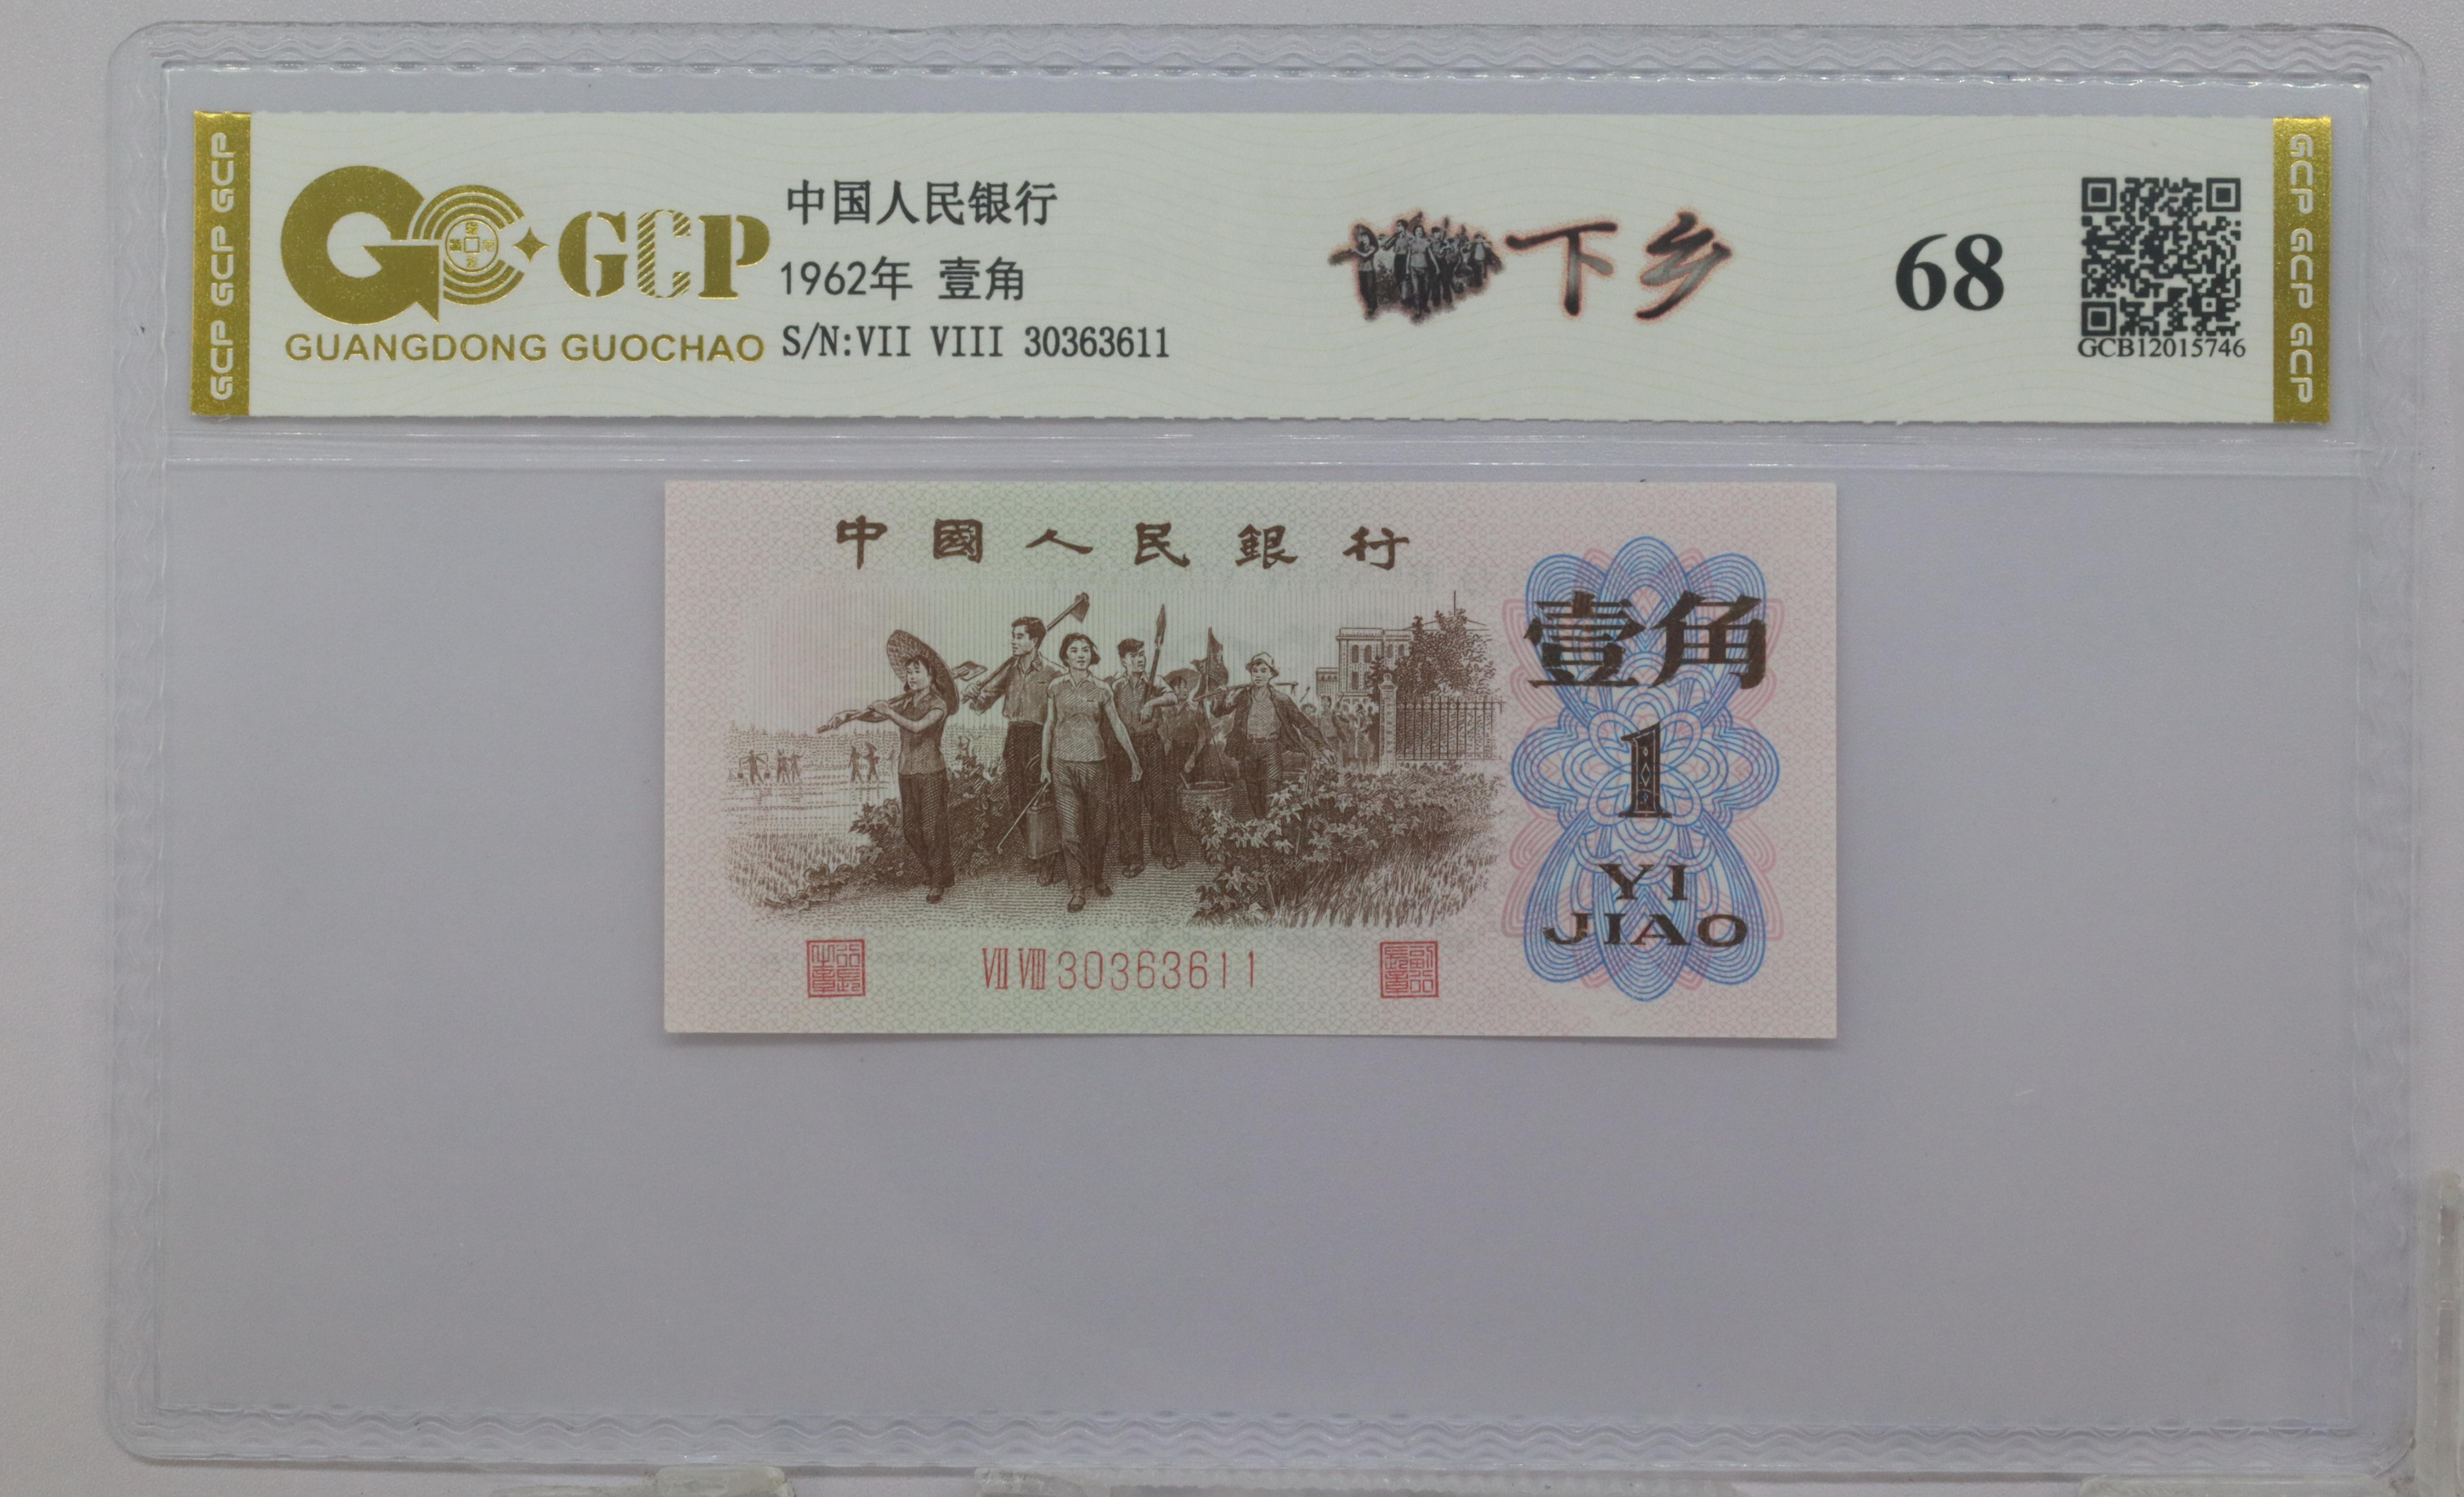 GCP GCP GCP
GCP
GUANGDONG GUOCHAO
中国人民银行
1962年 壹角
S/N:VII VIII 30363611
下乡
68
GCB12015746
GCP GCP GCP
中國人民銀行
壹角
1
YI
JIAO
VII VIII 30363611